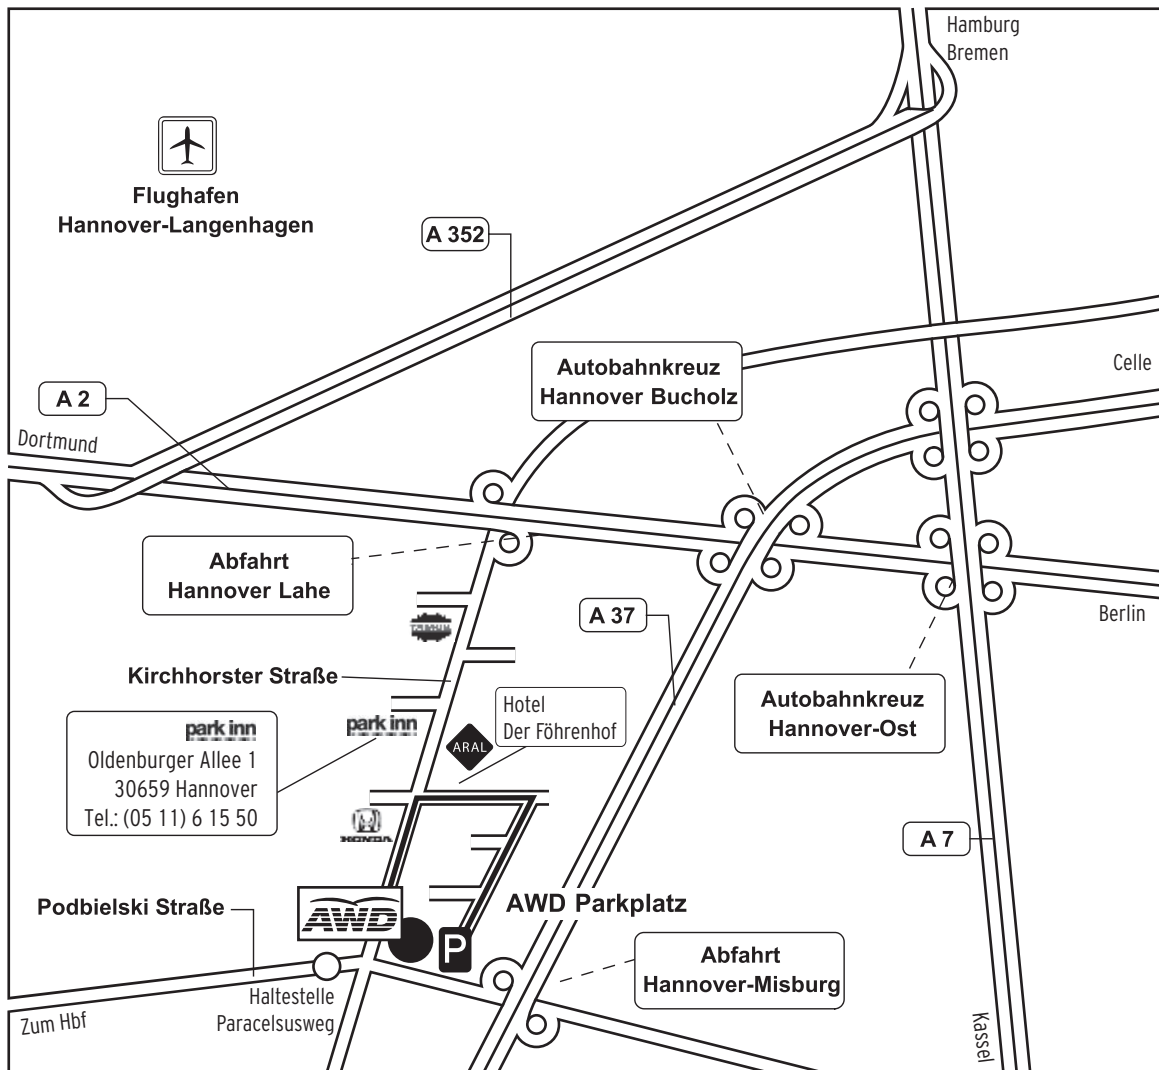 Hamburg
Bremen
Flughafen
Hannover-Langenhagen
A 352
Autobahnkreuz
Hannover Bucholz
Celle
A 2
Dortmund
Abfahrt
Hannover Lahe
A 37
Berlin
Kirchhorster Straße
Autobahnkreuz
Hannover-Ost
Hotel
Der Föhrenhof
park inn
ARAL
park inn
Oldenburger Allee 1
30659 Hannover
Tel.: (05 11) 6 15 50
HONDA
A 7
Podbielski Straße
AWD
AWD Parkplatz
P
Abfahrt
Hannover-Misburg
Haltestelle
Paracelsusweg
Zum Hbf
Kassel